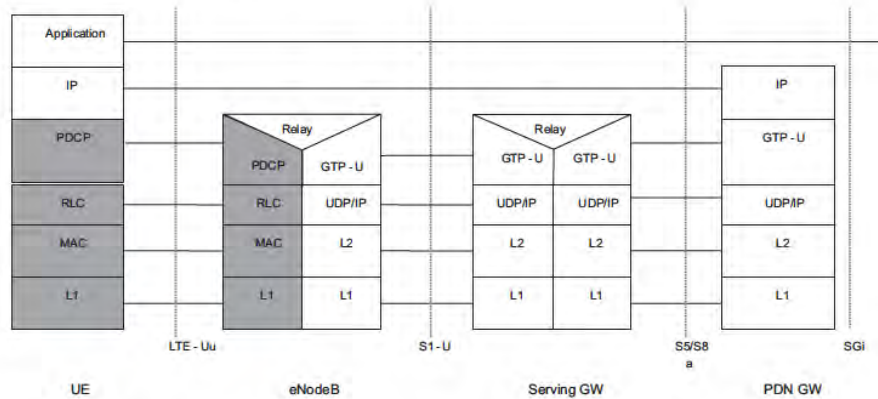 Application
IP
IP
PDCP
Relay
Relay
GTP - U
PDCP
GTP - U
GTP - U
GTP - U
RLC
RLC
UDP/IP
UDP/IP
UDP/IP
UDP/IP
MAC
MAC
L2
L2
L2
L2
L1
L1
L1
L1
L1
L1
LTE - Uu
S1 - U
S5/S8
a
SGi
UE
eNodeB
Serving GW
PDN GW